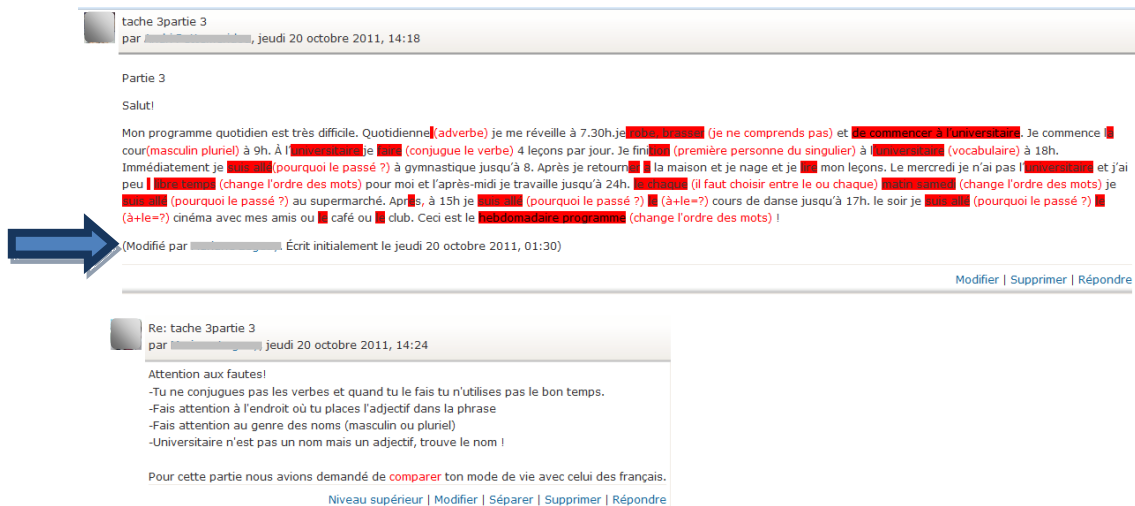 tache 3partie 3
par , jeudi 20 octobre 2011, 14:18
Partie 3
Salut!
Mon programme quotidien est très difficile. Quotidienne (adverbe) je me réveille à 7.30h.je robe, brasser (je ne comprends pas) et de commencer à l'universitaire. Je commence la
cour(masculin pluriel) à 9h. À l'universitaire je faire (conjugue le verbe) 4 leçons par jour. Je finition (première personne du singulier) à l'universitaire (vocabulaire) à 18h.
Immédiatement je suis allé(pourquoi le passé ?) à gymnastique jusqu'à 8. Après je retourner a la maison et je nage et je lire mon leçons. Le mercredi je n'ai pas l'universitaire et j'ai
peu l libre temps (change l'ordre des mots) pour moi et l'après-midi je travaille jusqu'à 24h. le chaque (il faut choisir entre le ou chaque) matin samedi (change l'ordre des mots) je
suis allé (pourquoi le passé ?) au supermarché. Après, à 15h je suis allé (pourquoi le passé ?) le (à+le=?) cours de danse jusqu'à 17h. le soir je suis allé (pourquoi le passé ?) le
(à+le=?) cinéma avec mes amis ou le café ou le club. Ceci est le hebdomadaire programme (change l'ordre des mots) !
(Modifié par . Écrit initialement le jeudi 20 octobre 2011, 01:30)
Modifier | Supprimer | Répondre
Re: tache 3partie 3
par , jeudi 20 octobre 2011, 14:24
Attention aux fautes!
-Tu ne conjugues pas les verbes et quand tu le fais tu n'utilises pas le bon temps.
-Fais attention à l'endroit où tu places l'adjectif dans la phrase
-Fais attention au genre des noms (masculin ou pluriel)
-Universitaire n'est pas un nom mais un adjectif, trouve le nom !
Pour cette partie nous avions demandé de comparer ton mode de vie avec celui des français.
Niveau supérieur | Modifier | Séparer | Supprimer | Répondre